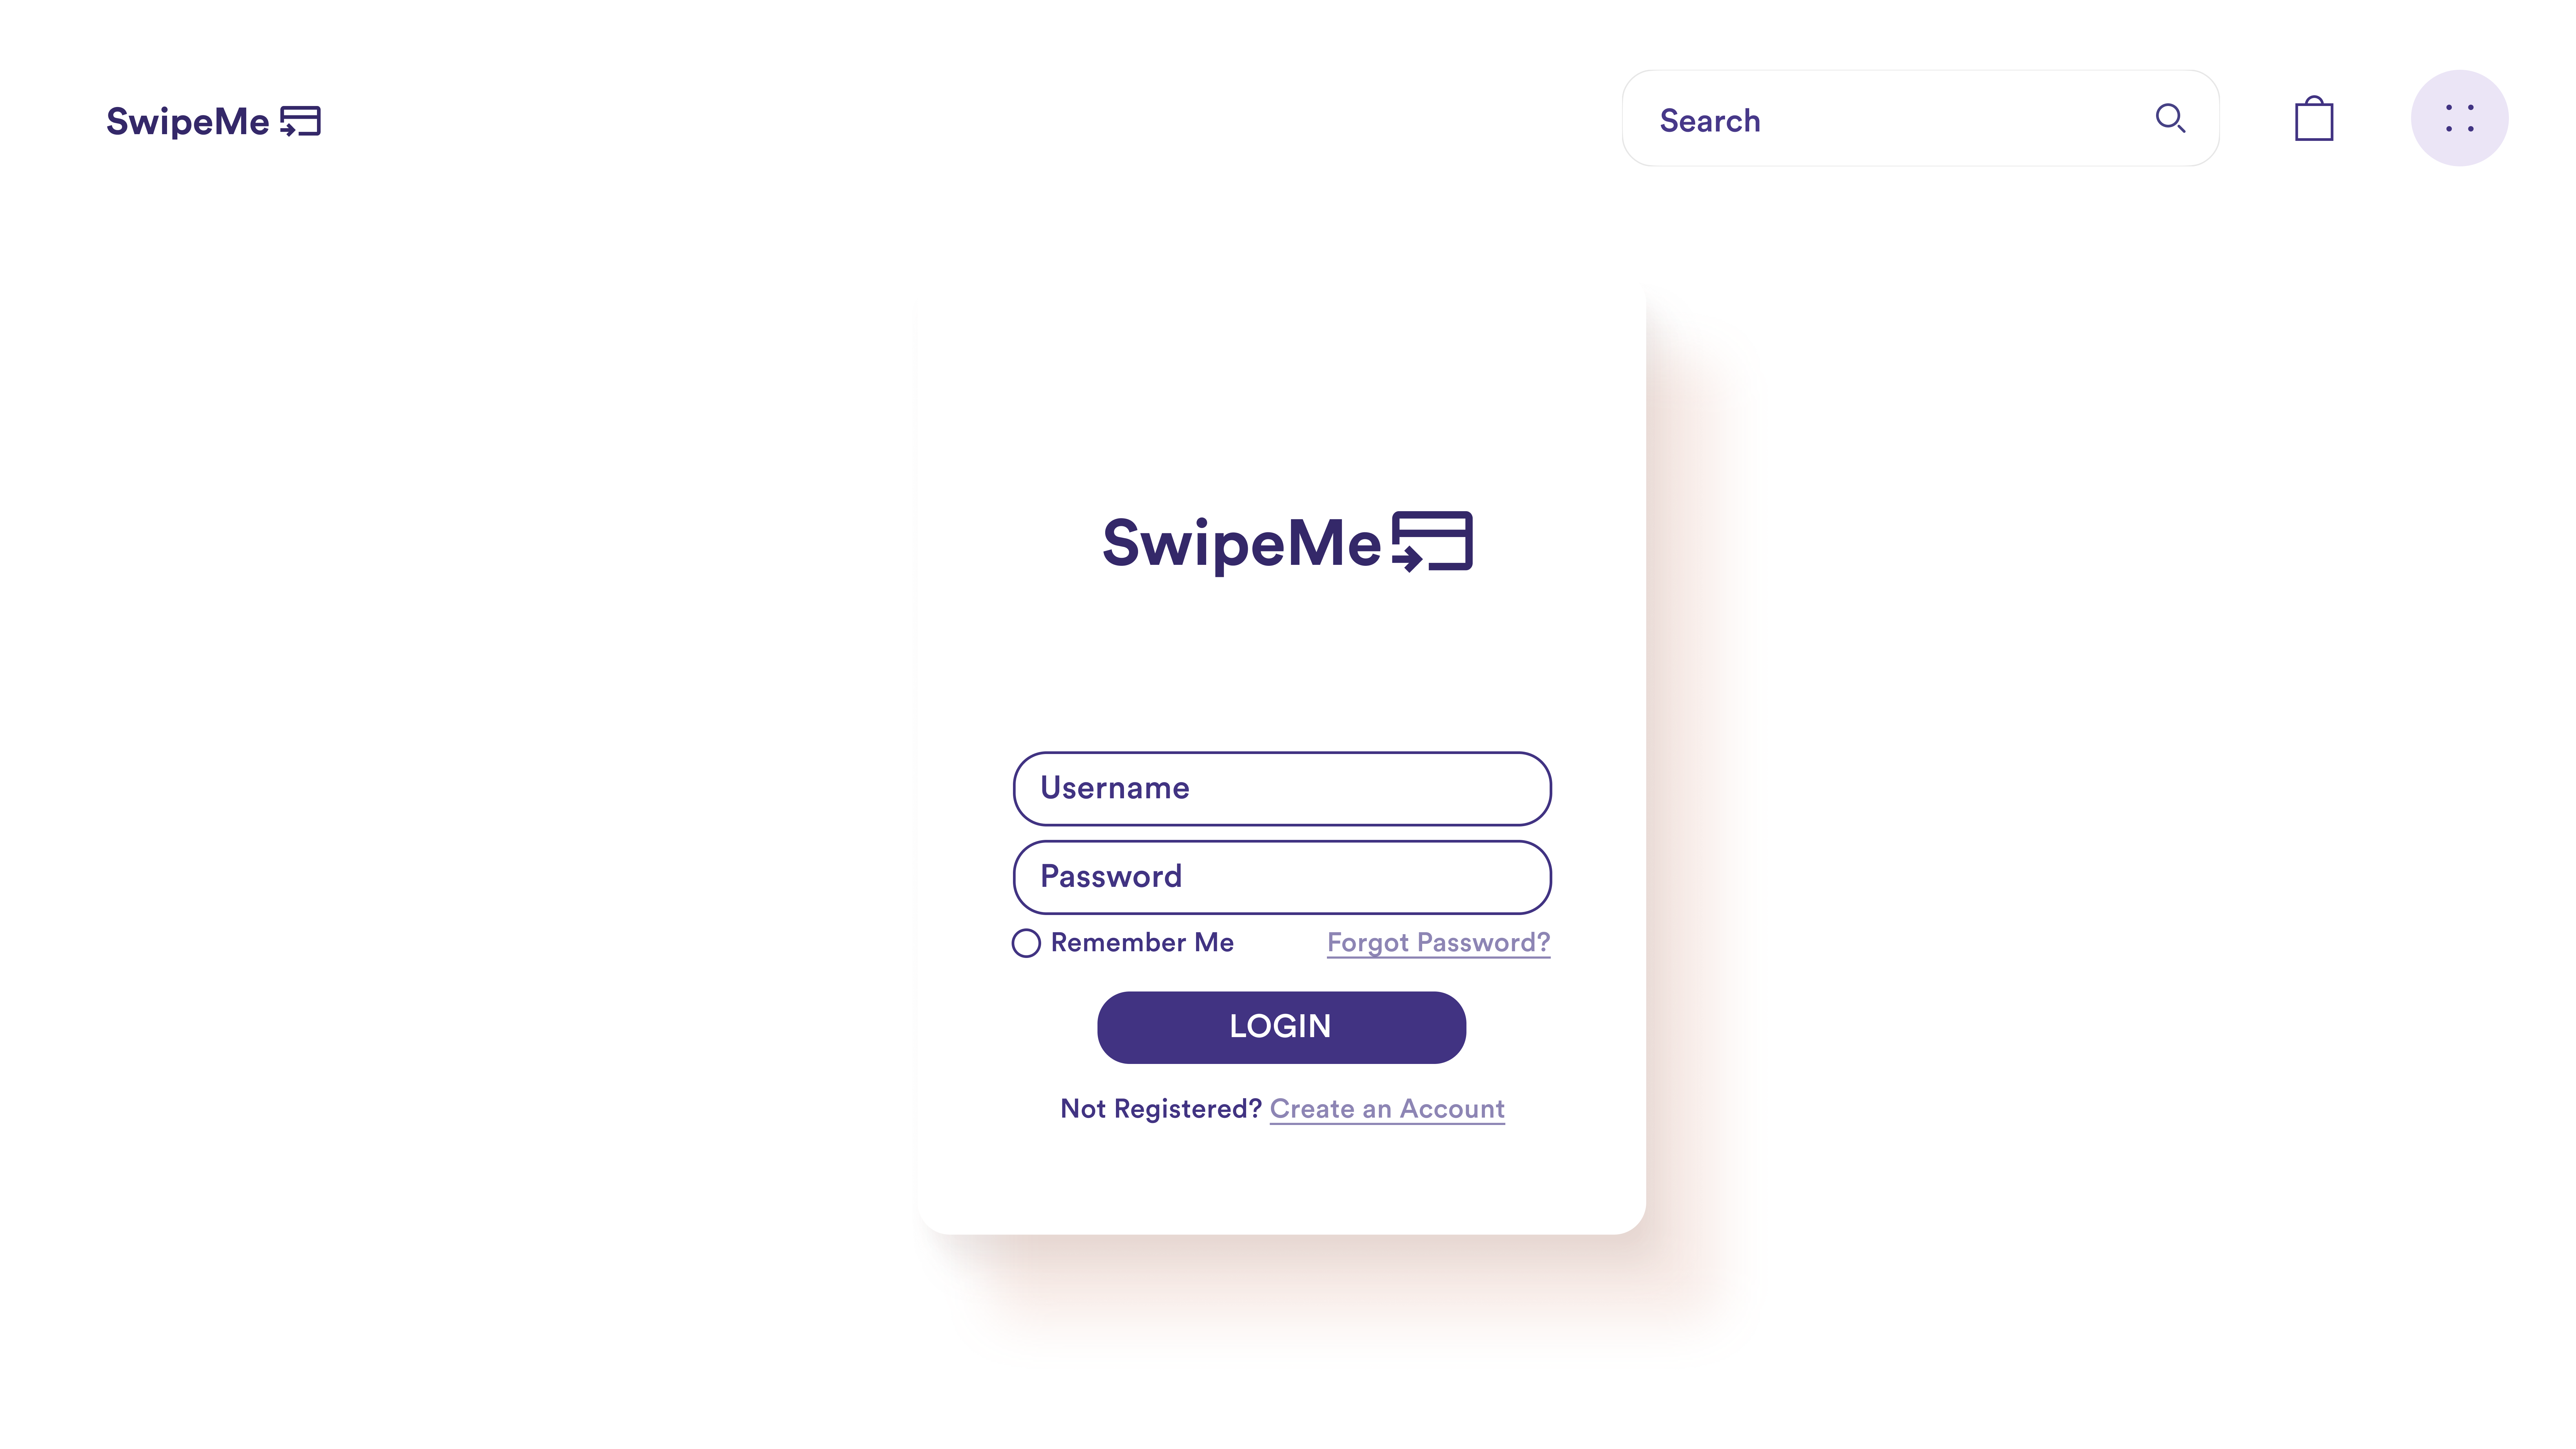 SwipeMe
Search
SwipeMe
Username
Password
Remember Me
Forgot Password?
LOGIN
Not Registered? Create an Account